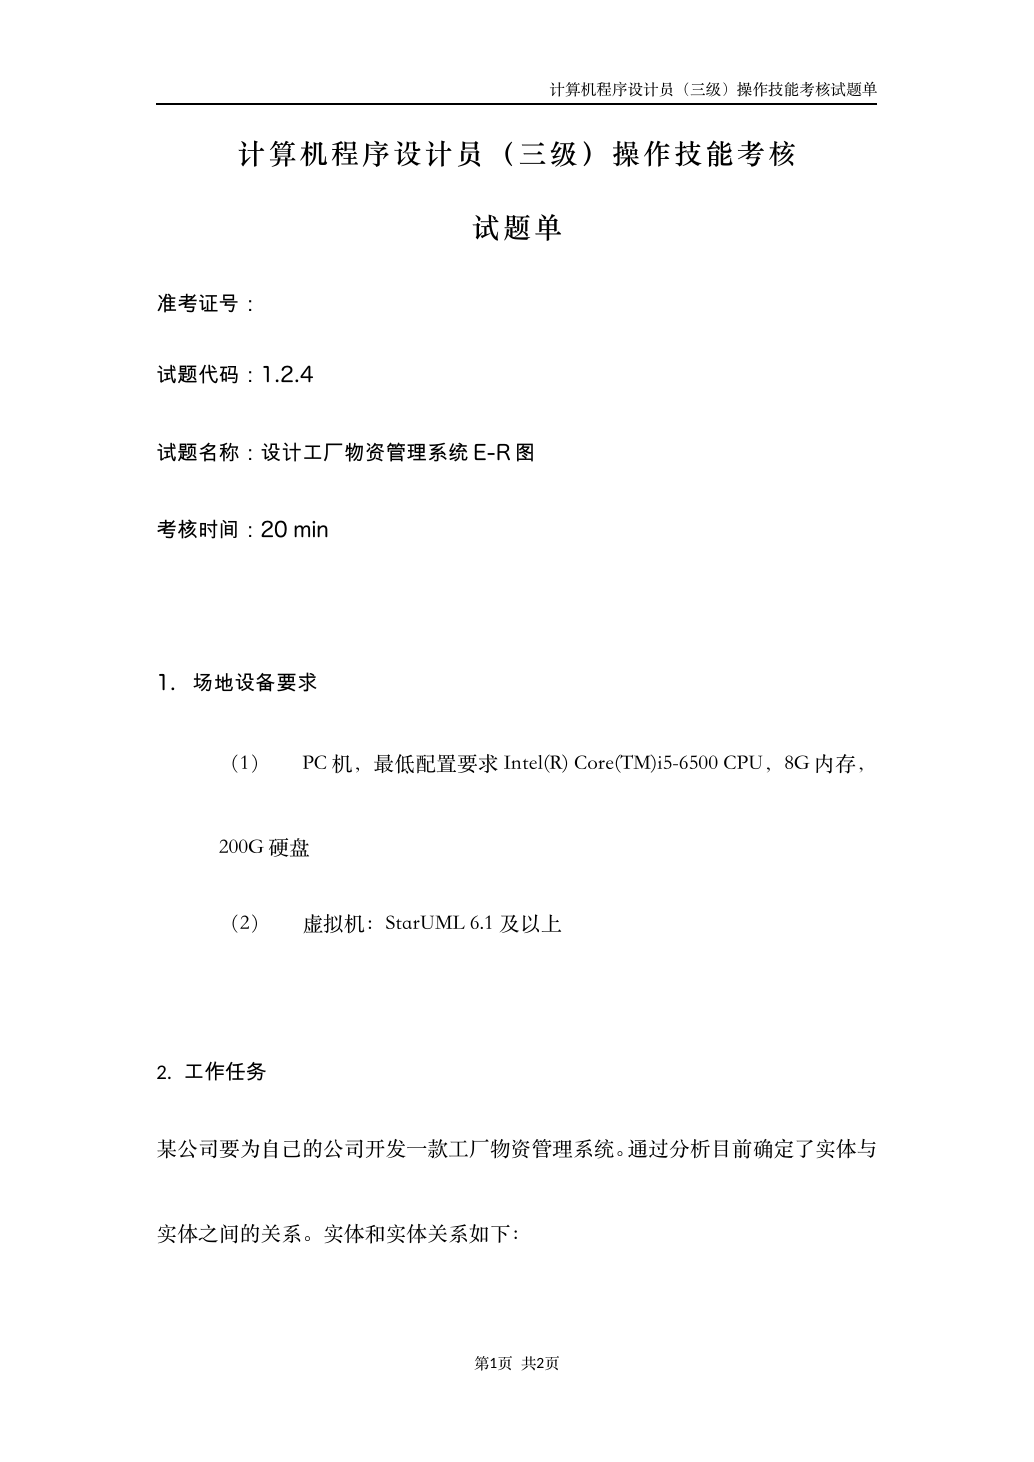 计算机程序设计员（三级）操作技能考核试题单
计算机程序设计员（三级）操作技能考核
试题单
准考证号：
试题代码：1.2.4
试题名称：设计工厂物资管理系统 E-R 图
考核时间：20 min
1. 场地设备要求
（1） PC 机，最低配置要求 Intel(R) Core(TM)i5-6500 CPU，8G 内存，
200G 硬盘
（2） 虚拟机：StarUML 6.1 及以上
2. 工作任务
某公司要为自己的公司开发一款工厂物资管理系统。通过分析目前确定了实体与
实体之间的关系。实体和实体关系如下：
第1页 共2页